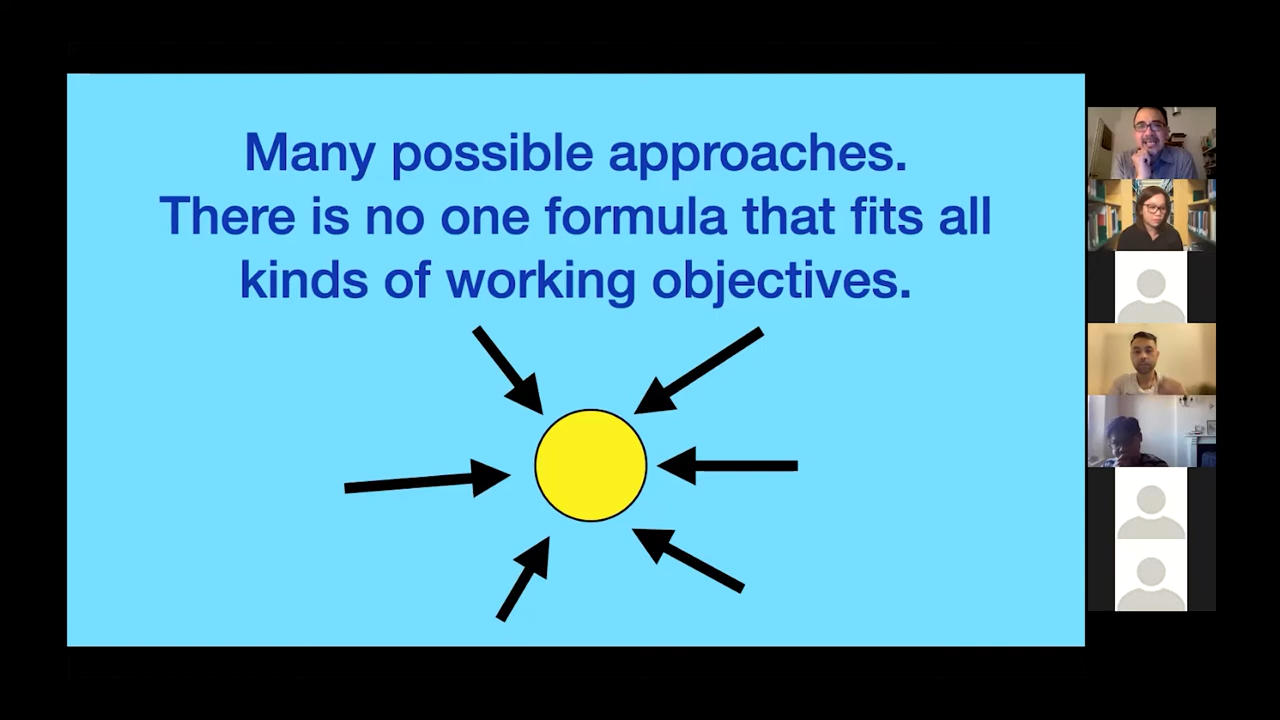 Many possible approaches.
There is no one formula that fits all
kinds of working objectives.